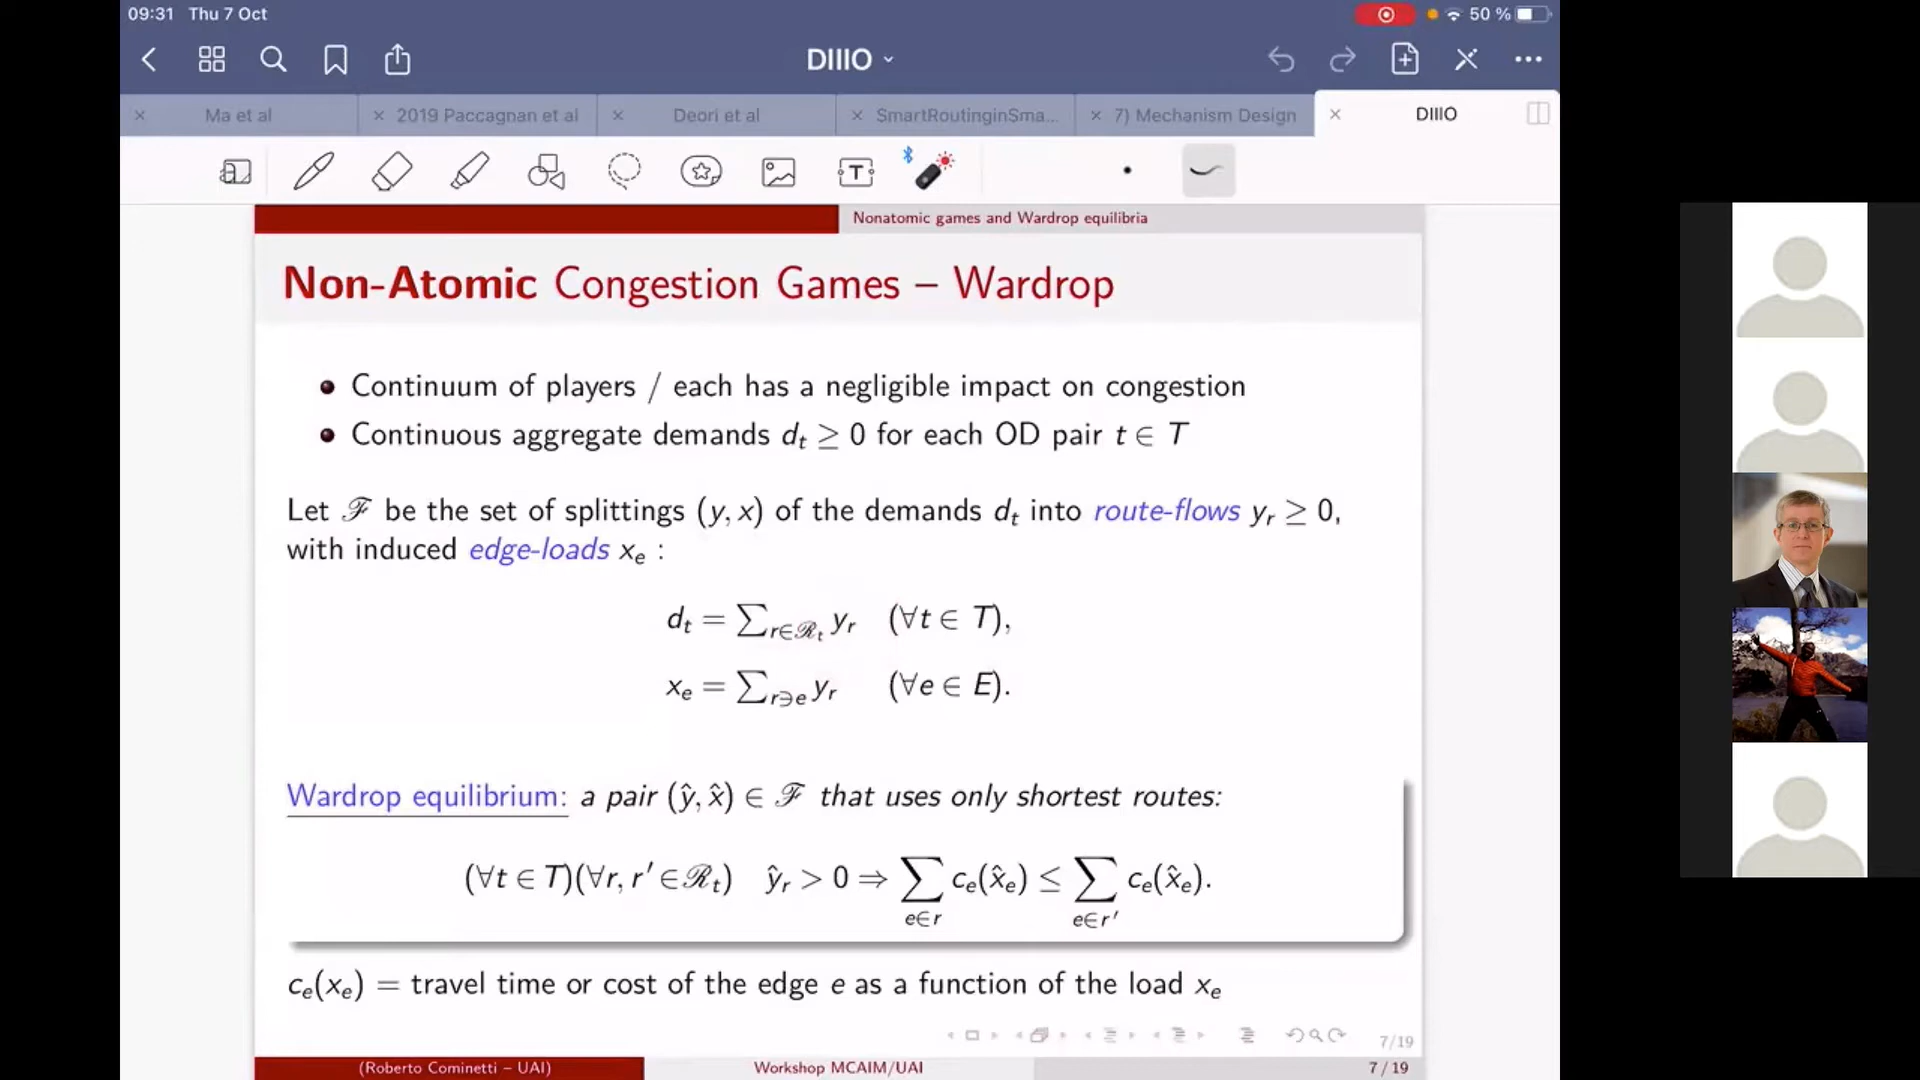 09:31 Thu 7 Oct
50 %
DIIIO
Ma et al
2019 Paccagnan et al
Deori et al
SmartRoutinginSma...
7) Mechanism Design
DIIIO
Nonatomic games and Wardrop equilibria
Non-Atomic Congestion Games – Wardrop
Continuum of players / each has a negligible impact on congestion
Continuous aggregate demands d_t ≥ 0 for each OD pair t ∈ T
Let ℱ be the set of splittings (y, x) of the demands d_t into route-flows y_r ≥ 0,
with induced edge-loads x_e :
d_t = ∑_{r∈ℛ_t} y_r (∀t ∈ T),
x_e = ∑_{r∋e} y_r (∀e ∈ E).
Wardrop equilibrium: a pair (ŷ, x̂) ∈ ℱ that uses only shortest routes:
(∀t ∈ T)(∀r, r′ ∈ ℛ_t) ŷ_r > 0 ⇒ ∑_{e∈r} c_e(x̂_e) ≤ ∑_{e∈r′} c_e(x̂_e).
c_e(x_e) = travel time or cost of the edge e as a function of the load x_e
7/19
(Roberto Cominetti – UAI)
Workshop MCAIM/UAI
7 / 19